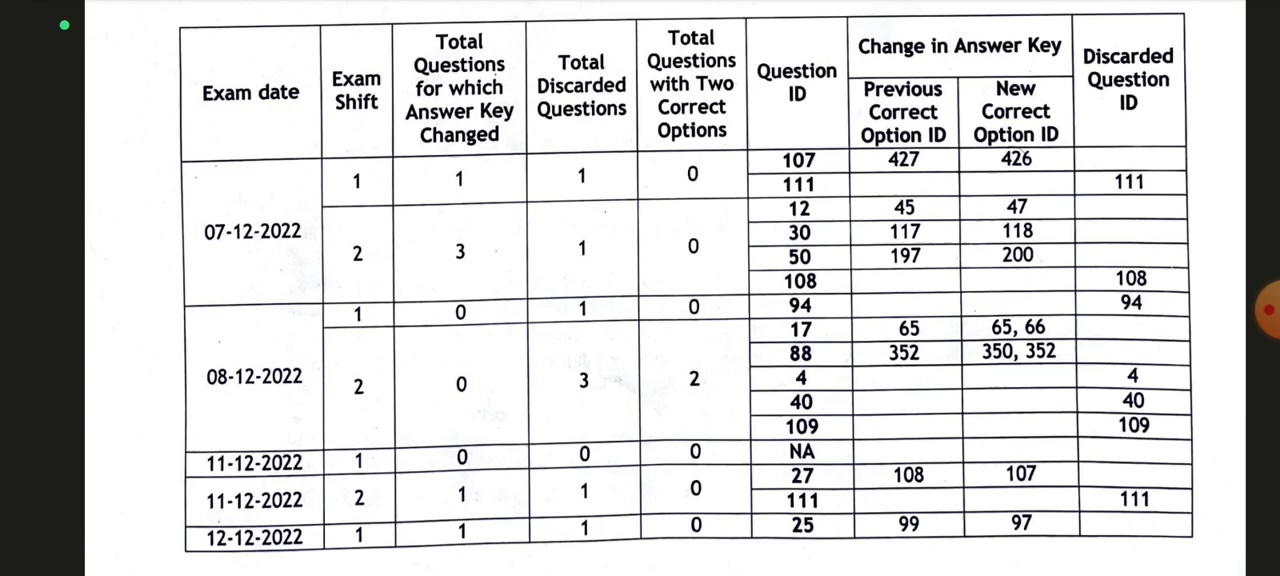 Exam date | Exam Shift | Total Questions for which Answer Key Changed | Total Discarded Questions | Total Questions with Two Correct Options | Question ID | Change in Answer Key | Discarded Question ID
Previous Correct Option ID | New Correct Option ID
07-12-2022 | 1 | 1 | 1 | 0 | 107 | 427 | 426
111 | 111
2 | 3 | 1 | 0 | 12 | 45 | 47
30 | 117 | 118
50 | 197 | 200
108 | 108
08-12-2022 | 1 | 0 | 1 | 0 | 94 | 94
2 | 0 | 3 | 2 | 17 | 65 | 65, 66
88 | 352 | 350, 352
4 | 4
40 | 40
109 | 109
11-12-2022 | 1 | 0 | 0 | 0 | NA
11-12-2022 | 2 | 1 | 1 | 0 | 27 | 108 | 107
111 | 111
12-12-2022 | 1 | 1 | 1 | 0 | 25 | 99 | 97